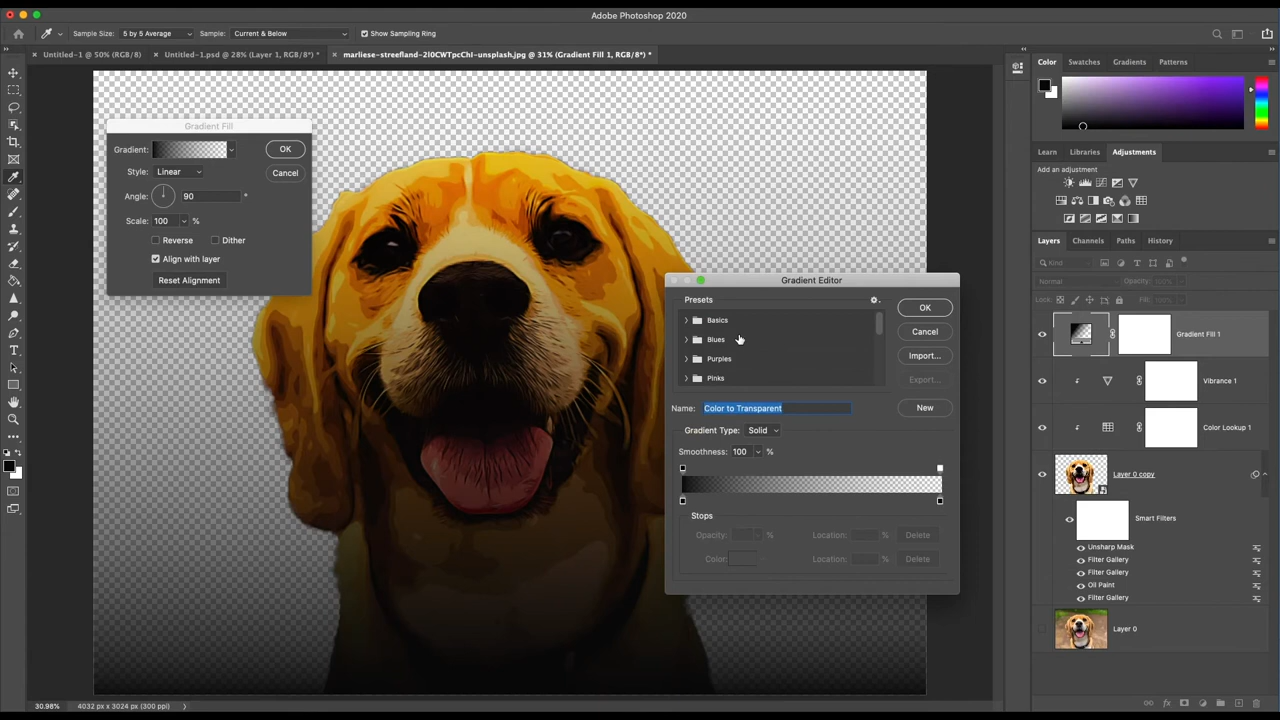 Adobe Photoshop 2020
Sample Size: 5 by 5 Average Sample: Current & Below Show Sampling Ring
Untitled-1 @ 50% (RGB/8) Untitled-1.psd @ 28% (Layer 1, RGB/8*) * marliese-streefland-2l0CWTpcChI-unsplash.jpg @ 31% (Gradient Fill 1, RGB/8*) *
Color Swatches Gradients Patterns
Gradient Fill
Gradient: OK
Style: Linear Cancel
Angle: 90 °
Scale: 100 %
Reverse Dither
Align with layer
Reset Alignment
Learn Libraries Adjustments
Add an adjustment
Layers Channels Paths History
Kind
Normal Opacity: 100%
Lock: Fill: 100%
Gradient Fill 1
Vibrance 1
Color Lookup 1
Layer 0 copy
Smart Filters
Unsharp Mask
Filter Gallery
Filter Gallery
Oil Paint
Filter Gallery
Layer 0
Gradient Editor
Presets
Basics
Blues
Purples
Pinks
OK
Cancel
Import...
Export...
Name: Color to Transparent New
Gradient Type: Solid
Smoothness: 100 %
Stops
Opacity: % Location: % Delete
Color: Location: % Delete
30.98% 4032 px x 3024 px (300 ppi)